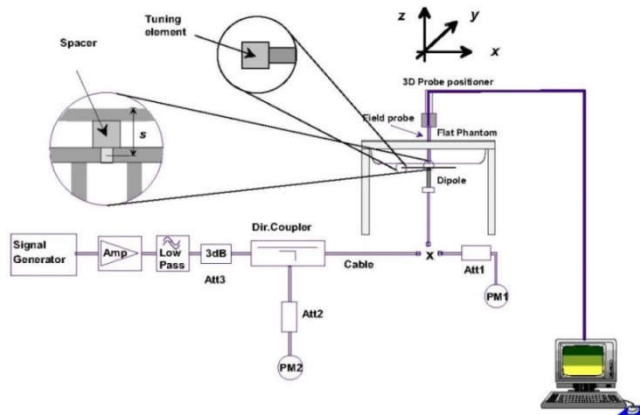 Tuning
element
Spacer
s
z
y
x
3D Probe positioner
Field probe
Flat Phantom
Dipole
Signal
Generator
Amp
Low
Pass
3dB
Att3
Dir.Coupler
Cable
x
Att1
PM1
Att2
PM2